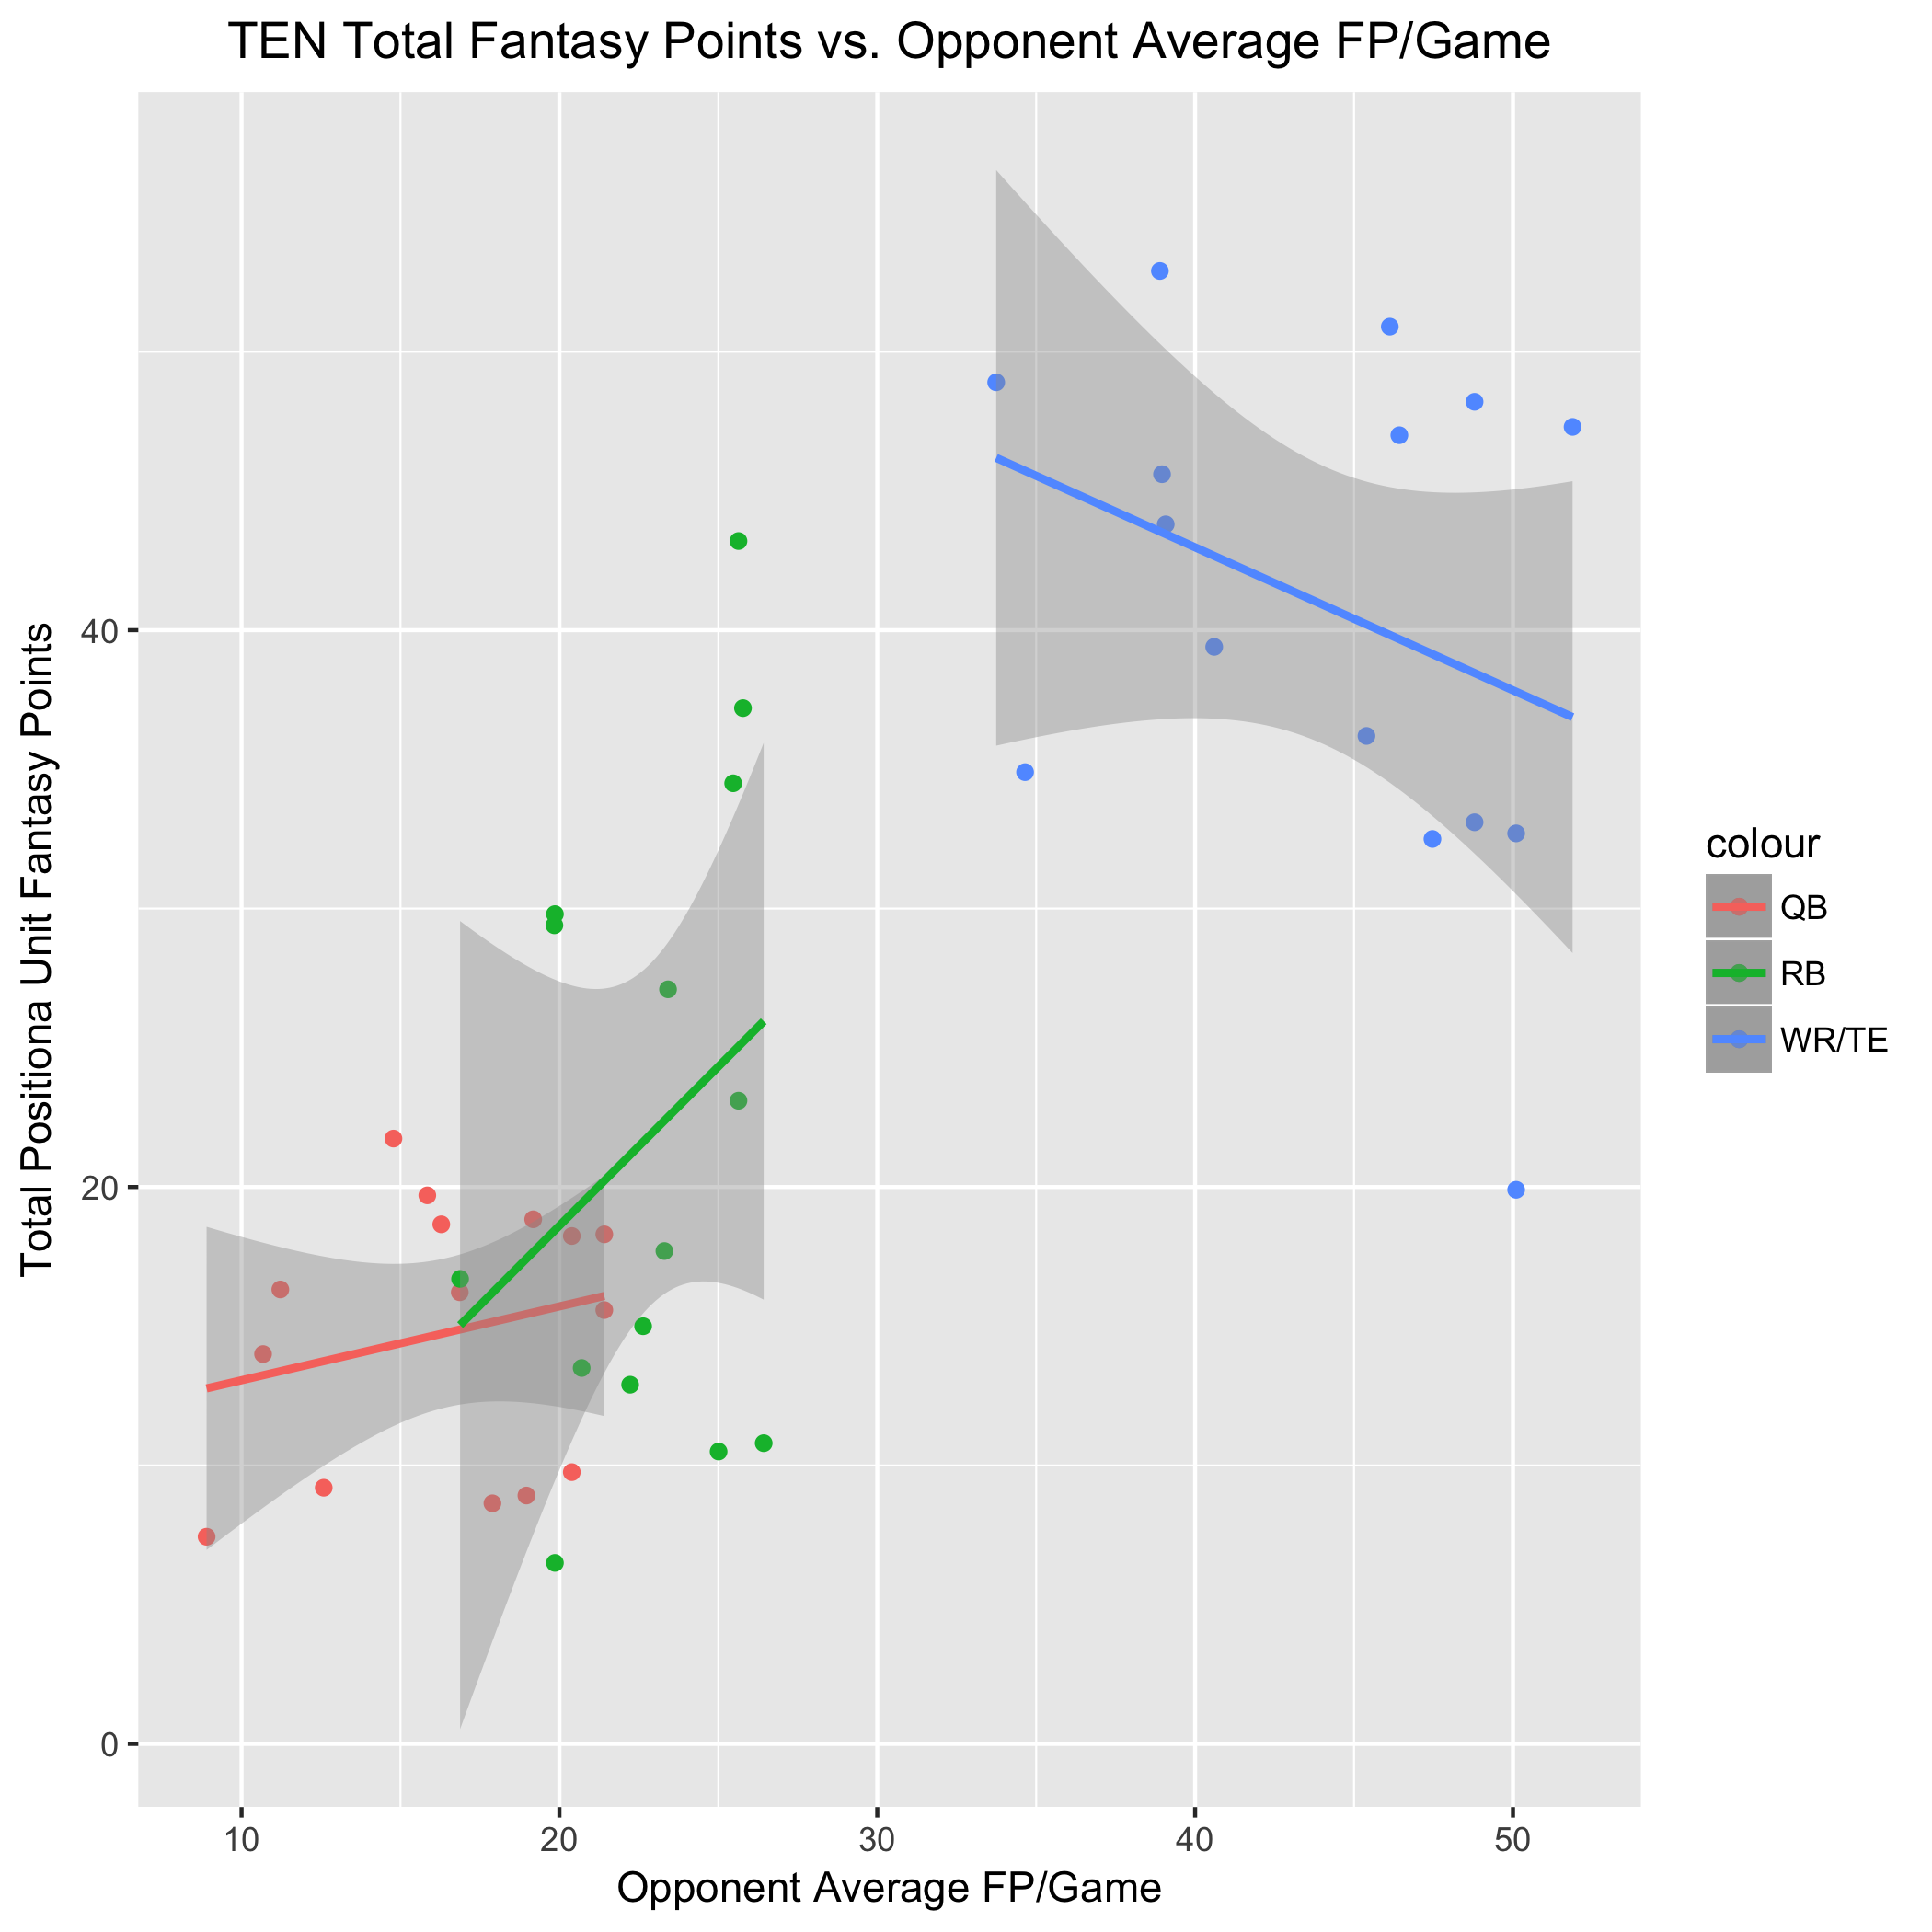 TEN Total Fantasy Points vs. Opponent Average FP/Game
Total Positiona Unit Fantasy Points
40
20
0
10
20
30
40
50
Opponent Average FP/Game
colour
QB
RB
WR/TE